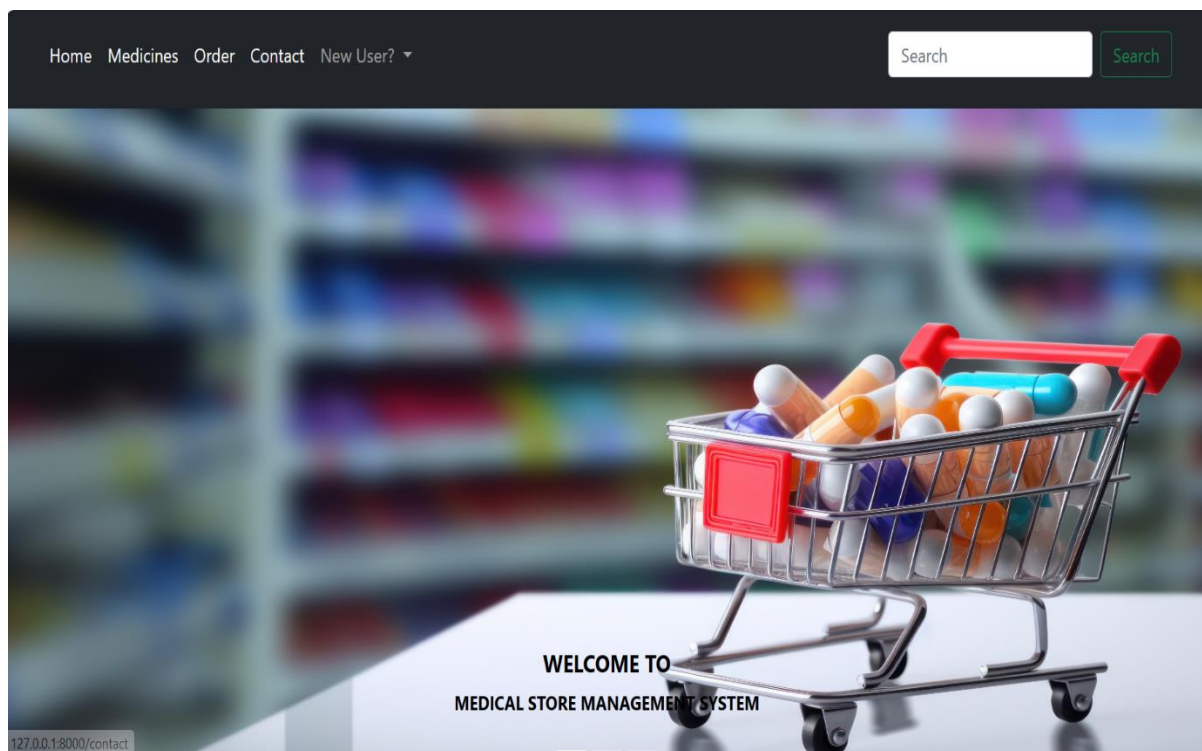 Home Medicines Order Contact New User? Search Search
WELCOME TO
MEDICAL STORE MANAGEMENT SYSTEM
127.0.0.1:8000/contact